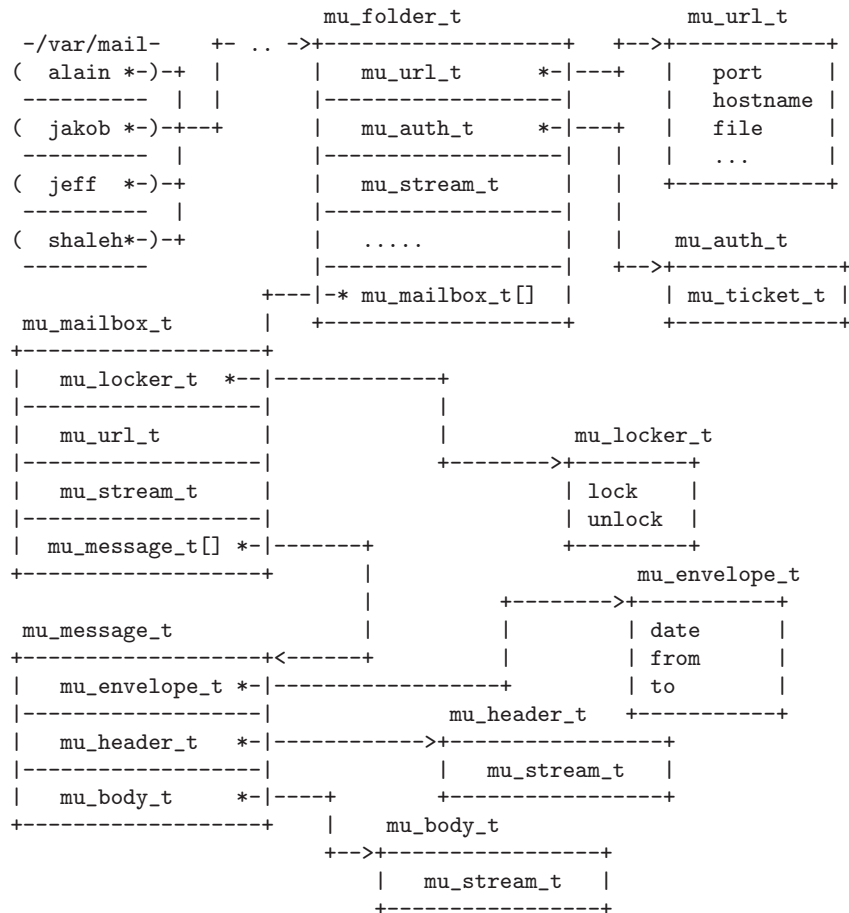 mu_folder_t                    mu_url_t
 -/var/mail-    +- .. ->+-------------------+   +-->+------------+
(  alain *-)-+  |       |   mu_url_t      *-|---+   |   port     |
 ----------  |  |       |-------------------|       |   hostname |
(  jakob *-)-+--+       |   mu_auth_t     *-|---+   |   file     |
 ----------  |          |-------------------|   |   |   ...      |
(  jeff  *-)-+          |   mu_stream_t     |   |   +------------+
 ----------  |          |-------------------|   |
(  shaleh*-)-+          |   .....           |   |    mu_auth_t
 ----------             |-------------------|   +-->+-------------+
                    +---|-* mu_mailbox_t[]  |       | mu_ticket_t |
 mu_mailbox_t       |   +-------------------+       +-------------+
+-------------------+
|   mu_locker_t  *--|-------------+
|-------------------|             |
|   mu_url_t        |             |         mu_locker_t
|-------------------|             +-------->+---------+
|   mu_stream_t     |                       | lock    |
|-------------------|                       | unlock  |
|  mu_message_t[] *-|-------+               +---------+
+-------------------+       |                    mu_envelope_t
                            |          +-------->+-----------+
 mu_message_t               |          |         | date      |
+-------------------+<------+          |         | from      |
|   mu_envelope_t *-|------------------+         | to        |
|-------------------|             mu_header_t    +-----------+
|   mu_header_t   *-|------------>+-----------------+
|-------------------|             |   mu_stream_t   |
|   mu_body_t     *-|----+        +-----------------+
+-------------------+    |    mu_body_t
                         +-->+-----------------+
                             |   mu_stream_t   |
                             +-----------------+